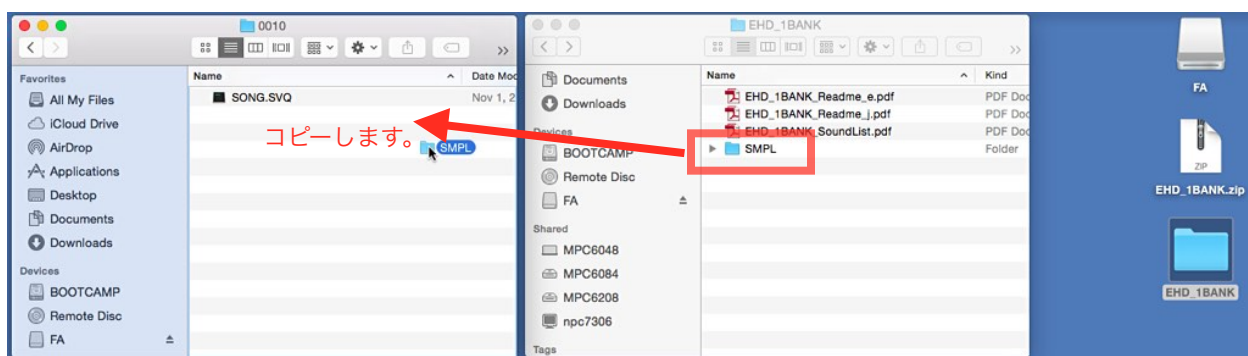 0010
Favorites
All My Files
iCloud Drive
AirDrop
Applications
Desktop
Documents
Downloads
Devices
BOOTCAMP
Remote Disc
FA
Name
Date Mod
SONG.SVQ
Nov 1, 2
コピーします。
SMPL
EHD_1BANK
Documents
Downloads
Devices
BOOTCAMP
Remote Disc
FA
Shared
MPC6048
MPC6084
MPC6208
npc7306
Tags
Name
Kind
EHD_1BANK_Readme_e.pdf
PDF Doc
EHD_1BANK_Readme_j.pdf
PDF Doc
EHD_1BANK_SoundList.pdf
PDF Doc
SMPL
Folder
FA
ZIP
EHD_1BANK.zip
EHD_1BANK